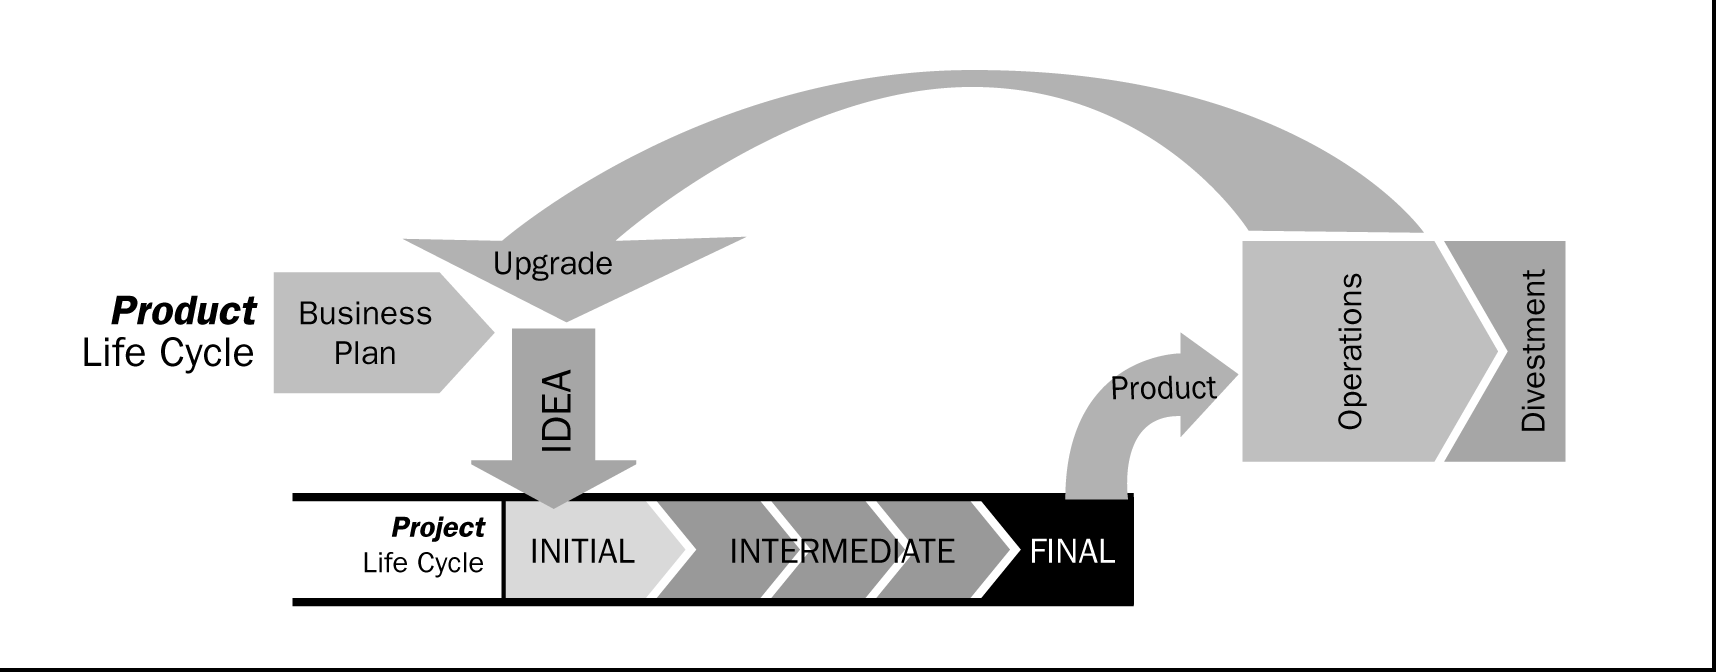 Upgrade
Product
Life Cycle
Business
Plan
IDEA
Product
Operations
Divestment
Project
Life Cycle
INITIAL
INTERMEDIATE
FINAL